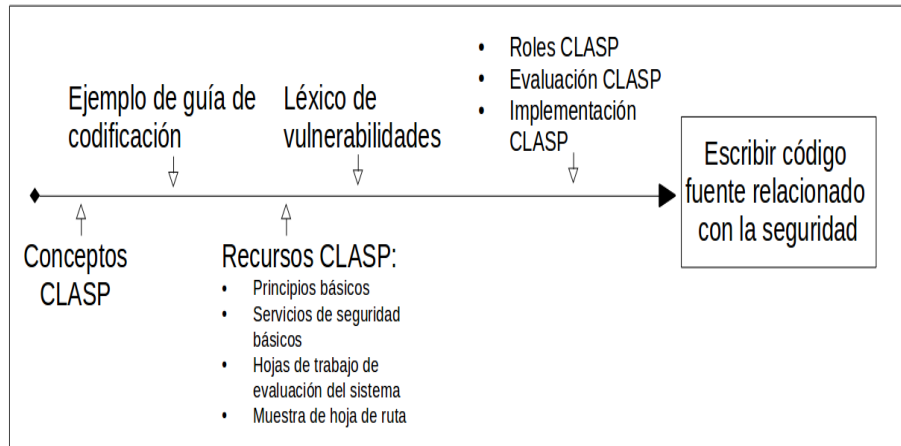 • Roles CLASP
• Evaluación CLASP
• Implementación
CLASP
Ejemplo de guía de
codificación
Léxico de
vulnerabilidades
Escribir código
fuente relacionado
con la seguridad
Conceptos
CLASP
Recursos CLASP:
• Principios básicos
• Servicios de seguridad
básicos
• Hojas de trabajo de
evaluación del sistema
• Muestra de hoja de ruta